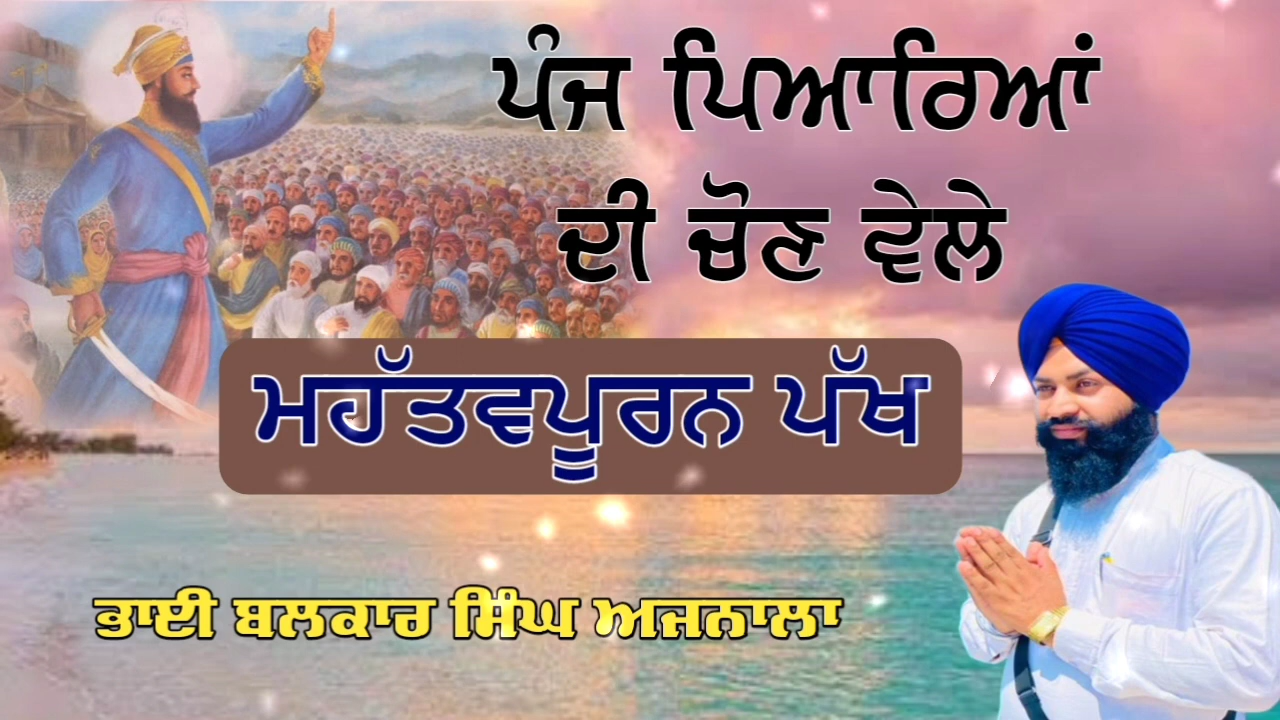 ਪੰਜ ਪਿਆਰਿਆਂ
ਦੀ ਚੋਣ ਵੇਲੇ
ਮਹੱਤਵਪੂਰਨ ਪੱਖ
ਭਾਈ ਬਲਕਾਰ ਸਿੰਘ ਅਜਨਾਲਾ